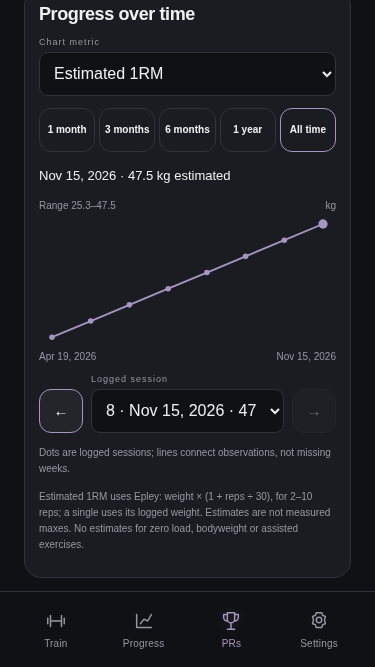 Progress over time
Chart metric
Estimated 1RM
1 month 3 months 6 months 1 year All time
Nov 15, 2026 · 47.5 kg estimated
Range 25.3–47.5 kg
Apr 19, 2026 Nov 15, 2026
Logged session
← 8 · Nov 15, 2026 · 47 →
Dots are logged sessions; lines connect observations, not missing
weeks.
Estimated 1RM uses Epley: weight × (1 + reps ÷ 30), for 2–10
reps; a single uses its logged weight. Estimates are not measured
maxes. No estimates for zero load, bodyweight or assisted
exercises.
Train Progress PRs Settings